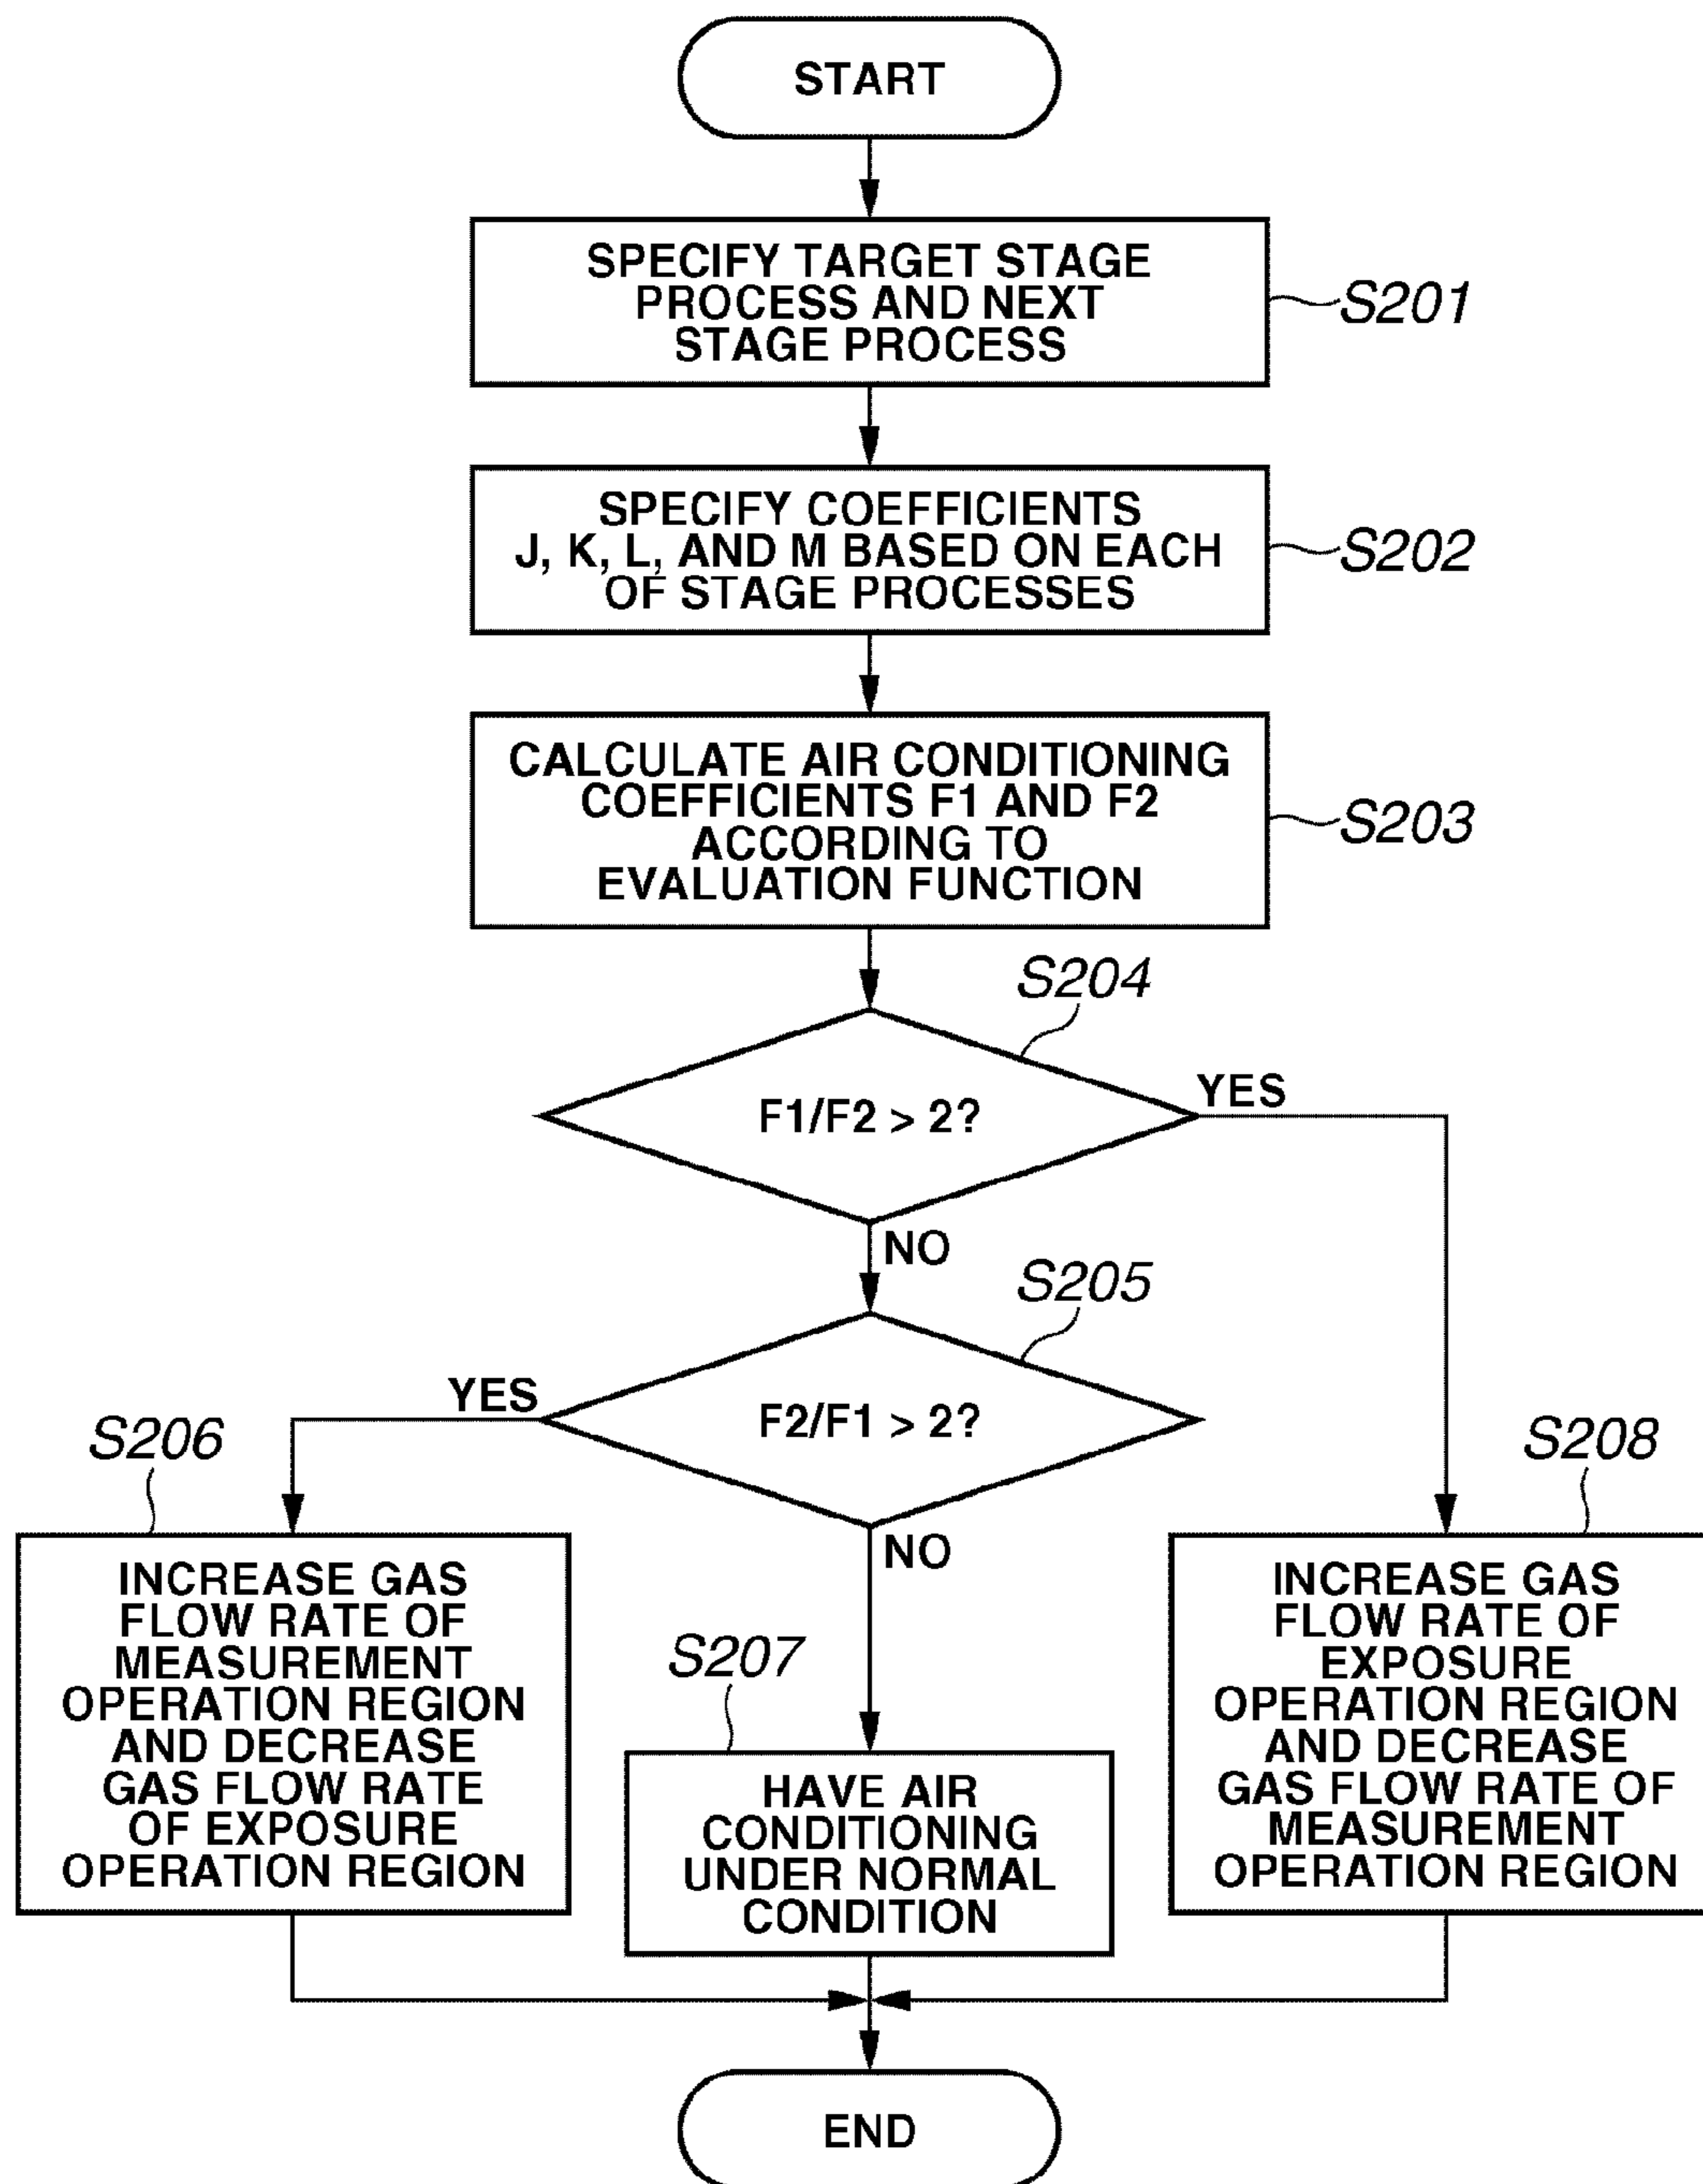 START
SPECIFY TARGET STAGE
PROCESS AND NEXT
STAGE PROCESS
S201
SPECIFY COEFFICIENTS
J, K, L, AND M BASED ON EACH
OF STAGE PROCESSES
S202
CALCULATE AIR CONDITIONING
COEFFICIENTS F1 AND F2
ACCORDING TO
EVALUATION FUNCTION
S203
S204
F1/F2 > 2?
YES
NO
S205
F2/F1 > 2?
YES
NO
S206
INCREASE GAS
FLOW RATE OF
MEASUREMENT
OPERATION REGION
AND DECREASE
GAS FLOW RATE
OF EXPOSURE
OPERATION REGION
S207
HAVE AIR
CONDITIONING
UNDER NORMAL
CONDITION
S208
INCREASE GAS
FLOW RATE OF
EXPOSURE
OPERATION REGION
AND DECREASE
GAS FLOW RATE OF
MEASUREMENT
OPERATION REGION
END